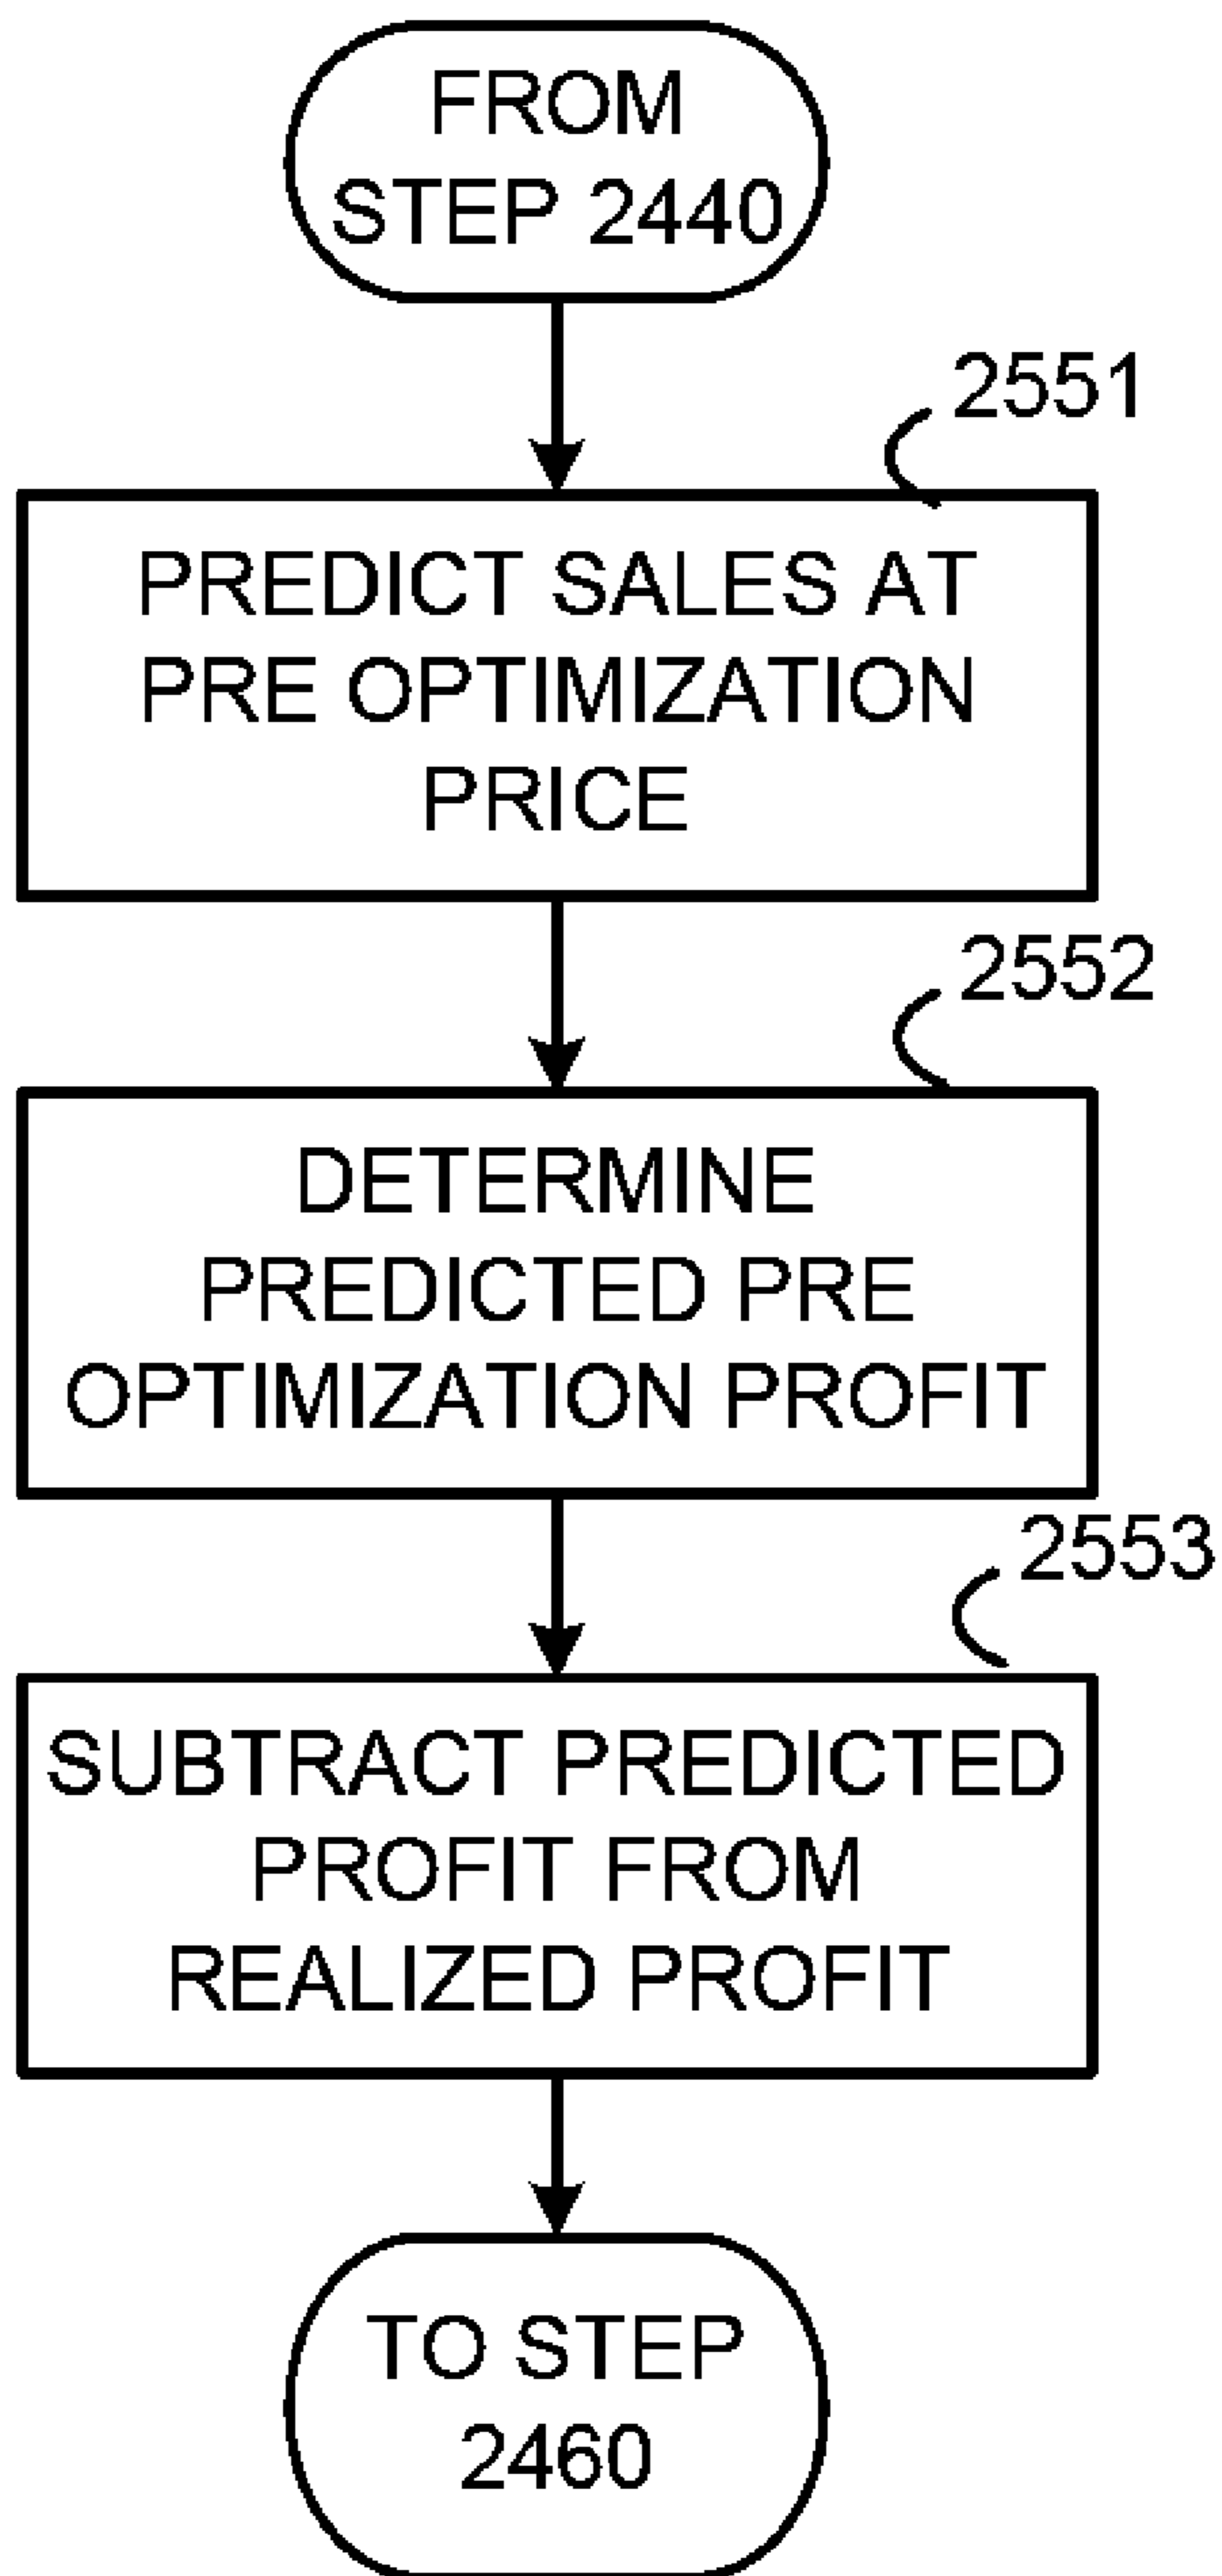 FROM
STEP 2440
2551
PREDICT SALES AT
PRE OPTIMIZATION
PRICE
2552
DETERMINE
PREDICTED PRE
OPTIMIZATION PROFIT
2553
SUBTRACT PREDICTED
PROFIT FROM
REALIZED PROFIT
TO STEP
2460